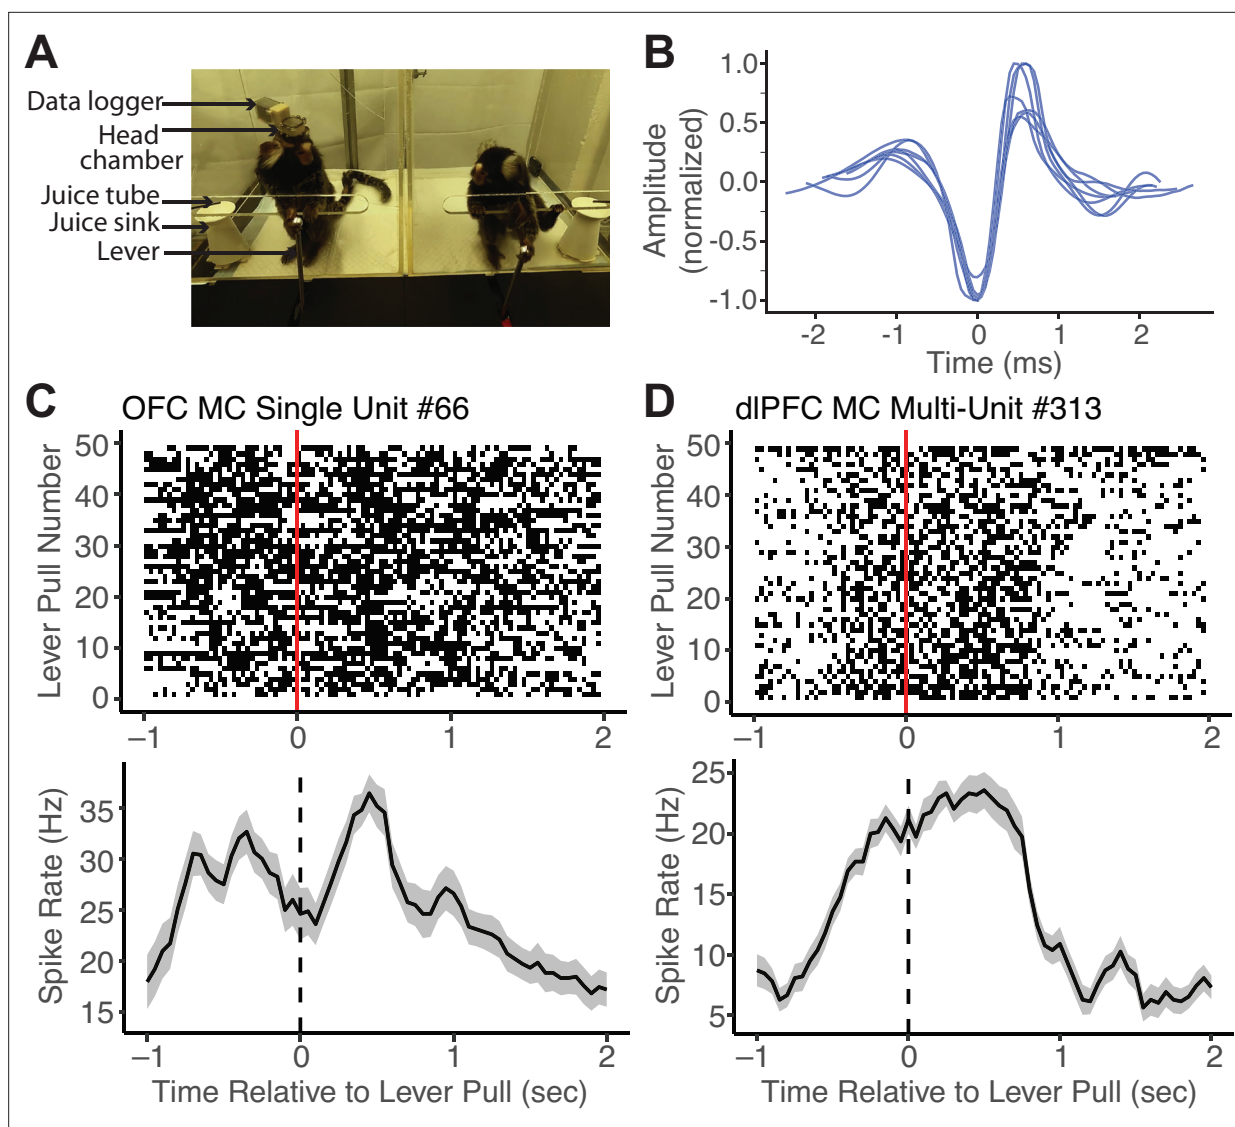 A
Data logger
Head
chamber
Juice tube
Juice sink
Lever
B
Amplitude
(normalized)
1.0
0.5
0.0
-0.5
-1.0
-2
-1
0
1
2
Time (ms)
C
OFC MC Single Unit #66
Lever Pull Number
50
40
30
20
10
0
−1
0
1
2
Spike Rate (Hz)
35
30
25
20
15
−1
0
1
2
Time Relative to Lever Pull (sec)
D
dlPFC MC Multi-Unit #313
Lever Pull Number
50
40
30
20
10
0
−1
0
1
2
Spike Rate (Hz)
25
20
15
10
5
−1
0
1
2
Time Relative to Lever Pull (sec)